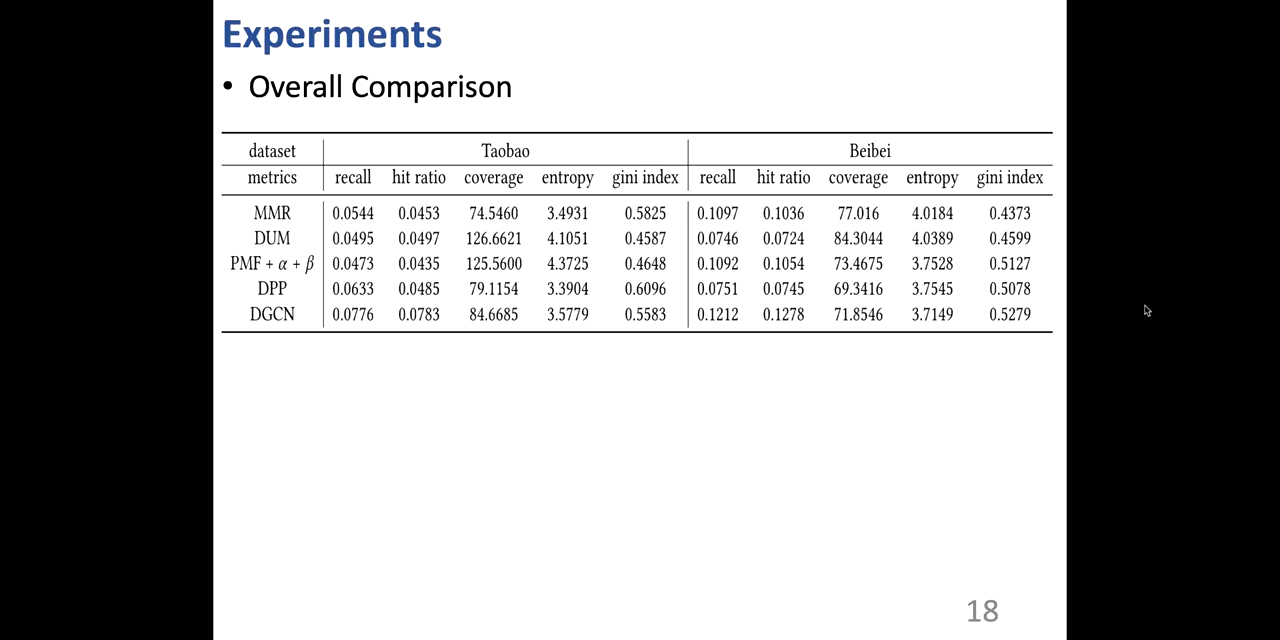 Experiments
• Overall Comparison
dataset Taobao Beibei
metrics recall hit ratio coverage entropy gini index recall hit ratio coverage entropy gini index
MMR 0.0544 0.0453 74.5460 3.4931 0.5825 0.1097 0.1036 77.016 4.0184 0.4373
DUM 0.0495 0.0497 126.6621 4.1051 0.4587 0.0746 0.0724 84.3044 4.0389 0.4599
PMF + α + β 0.0473 0.0435 125.5600 4.3725 0.4648 0.1092 0.1054 73.4675 3.7528 0.5127
DPP 0.0633 0.0485 79.1154 3.3904 0.6096 0.0751 0.0745 69.3416 3.7545 0.5078
DGCN 0.0776 0.0783 84.6685 3.5779 0.5583 0.1212 0.1278 71.8546 3.7149 0.5279
18